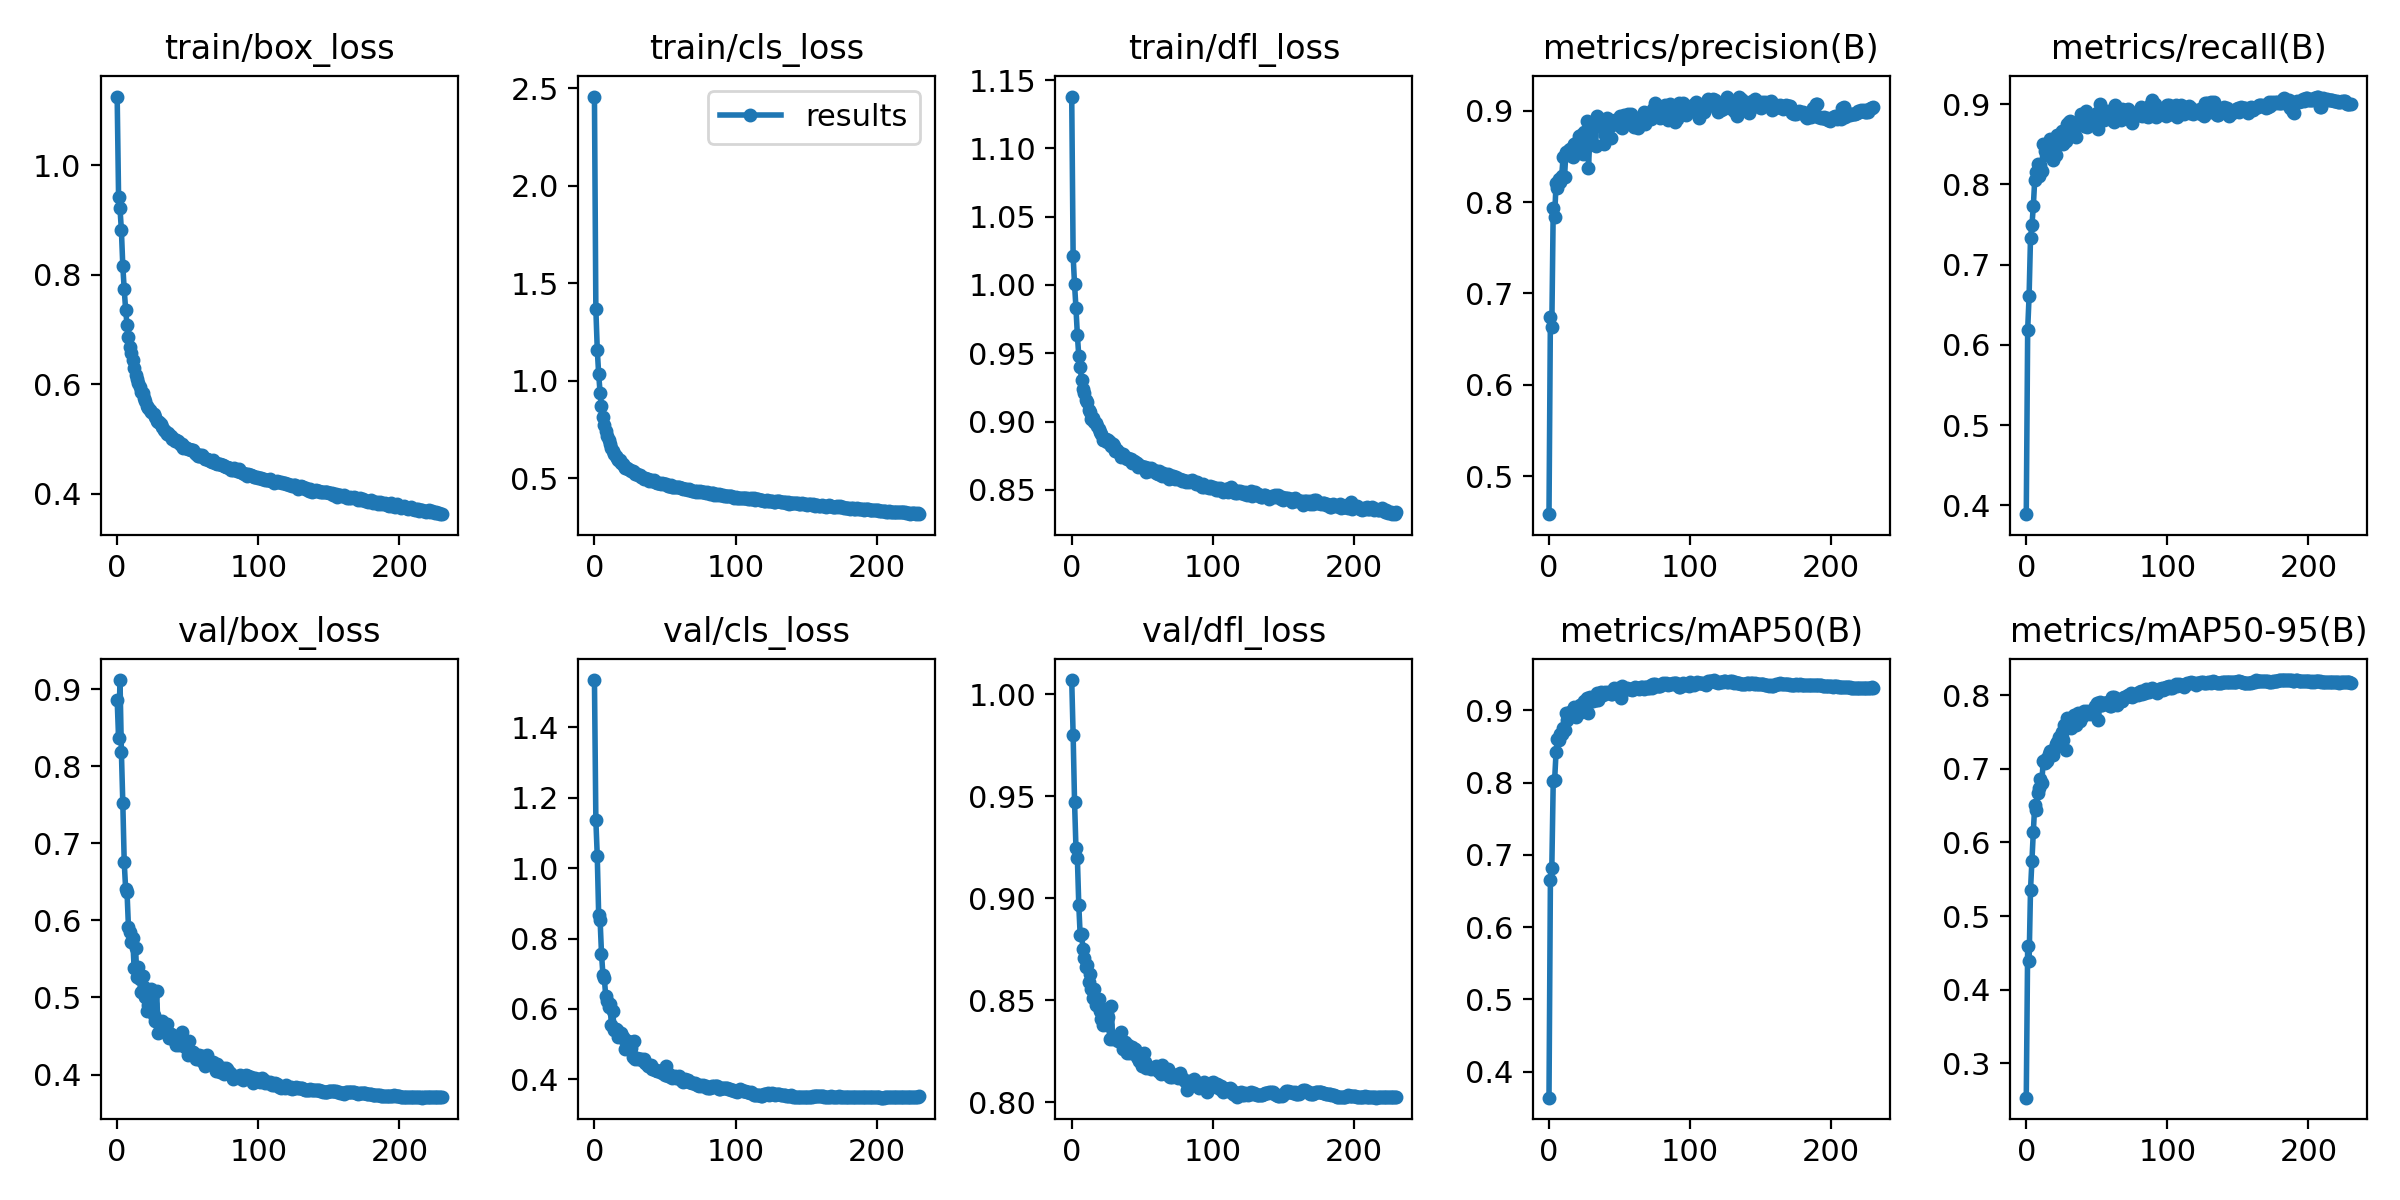 train/box_loss
1.0
0.8
0.6
0.4
0 100 200
train/cls_loss
results
2.5
2.0
1.5
1.0
0.5
0 100 200
train/dfl_loss
1.15
1.10
1.05
1.00
0.95
0.90
0.85
0 100 200
metrics/precision(B)
0.9
0.8
0.7
0.6
0.5
0 100 200
metrics/recall(B)
0.9
0.8
0.7
0.6
0.5
0.4
0 100 200
val/box_loss
0.9
0.8
0.7
0.6
0.5
0.4
0 100 200
val/cls_loss
1.4
1.2
1.0
0.8
0.6
0.4
0 100 200
val/dfl_loss
1.00
0.95
0.90
0.85
0.80
0 100 200
metrics/mAP50(B)
0.9
0.8
0.7
0.6
0.5
0.4
0 100 200
metrics/mAP50-95(B)
0.8
0.7
0.6
0.5
0.4
0.3
0 100 200